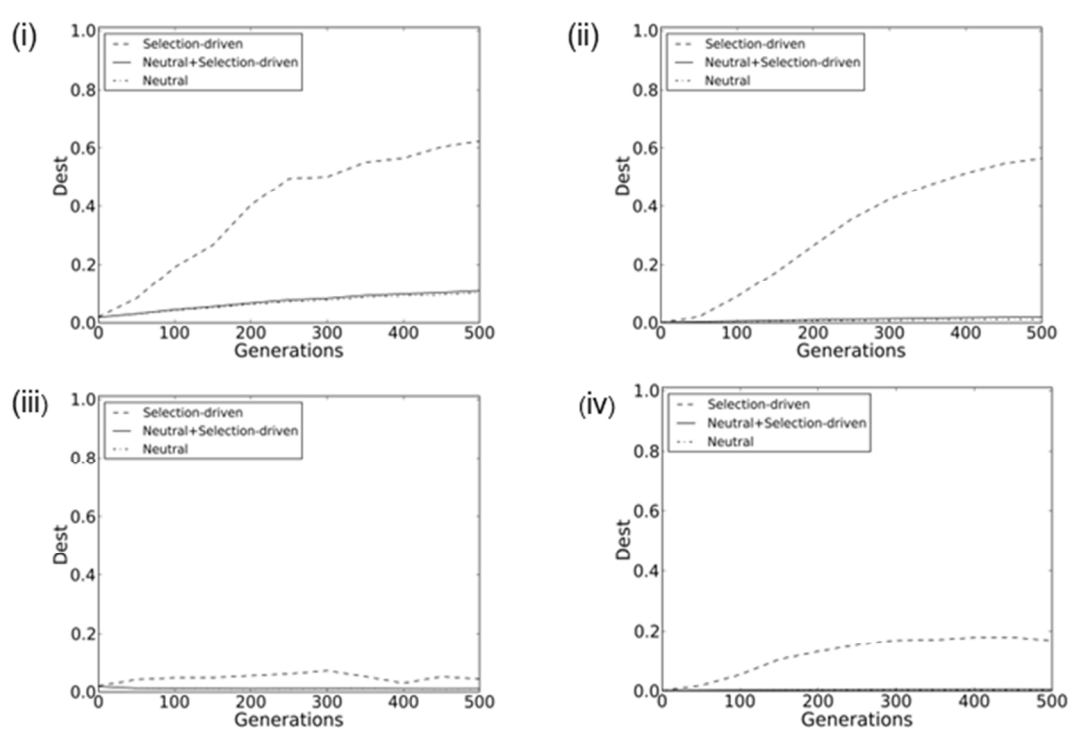 (i)
1.0
0.8
0.6
0.4
0.2
0.0
Dest
Selection-driven
Neutral+Selection-driven
Neutral
0 100 200 300 400 500
Generations
(ii)
1.0
0.8
0.6
0.4
0.2
0.0
Dest
Selection-driven
Neutral+Selection-driven
Neutral
100 200 300 400 500
Generations
(iii)
1.0
0.8
0.6
0.4
0.2
0.0
Dest
Selection-driven
Neutral+Selection-driven
Neutral
0 100 200 300 400 500
Generations
(iv)
1.0
0.8
0.6
0.4
0.2
0.0
Dest
Selection-driven
Neutral+Selection-driven
Neutral
0 100 200 300 400 500
Generations